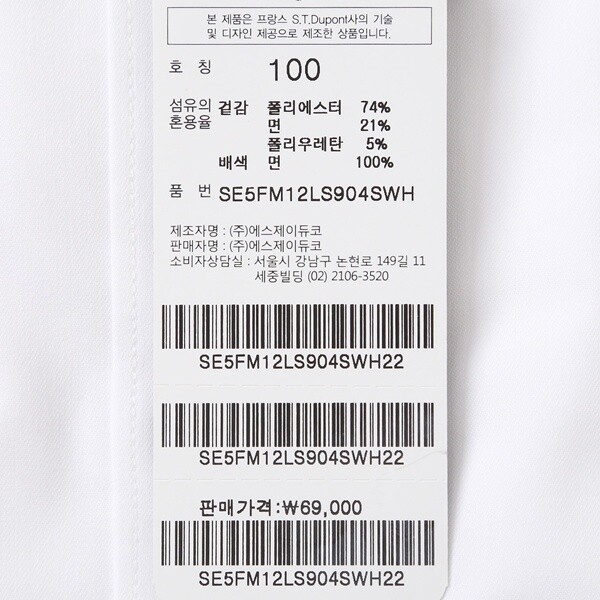 본 제품은 프랑스 S.T.Dupont사의 기술
및 디자인 제공으로 제조한 상품입니다.
호 칭 100
섬유의 혼용율 겉감 폴리에스터 74%
면 21%
폴리우레탄 5%
배색 면 100%
품 번 SE5FM12LS904SWH
제조자명 : (주)에스제이듀코
판매자명 : (주)에스제이듀코
소비자상담실 : 서울시 강남구 논현로 149길 11
세중빌딩 (02) 2106-3520
SE5FM12LS904SWH22
SE5FM12LS904SWH22
판매가격:₩69,000
SE5FM12LS904SWH22